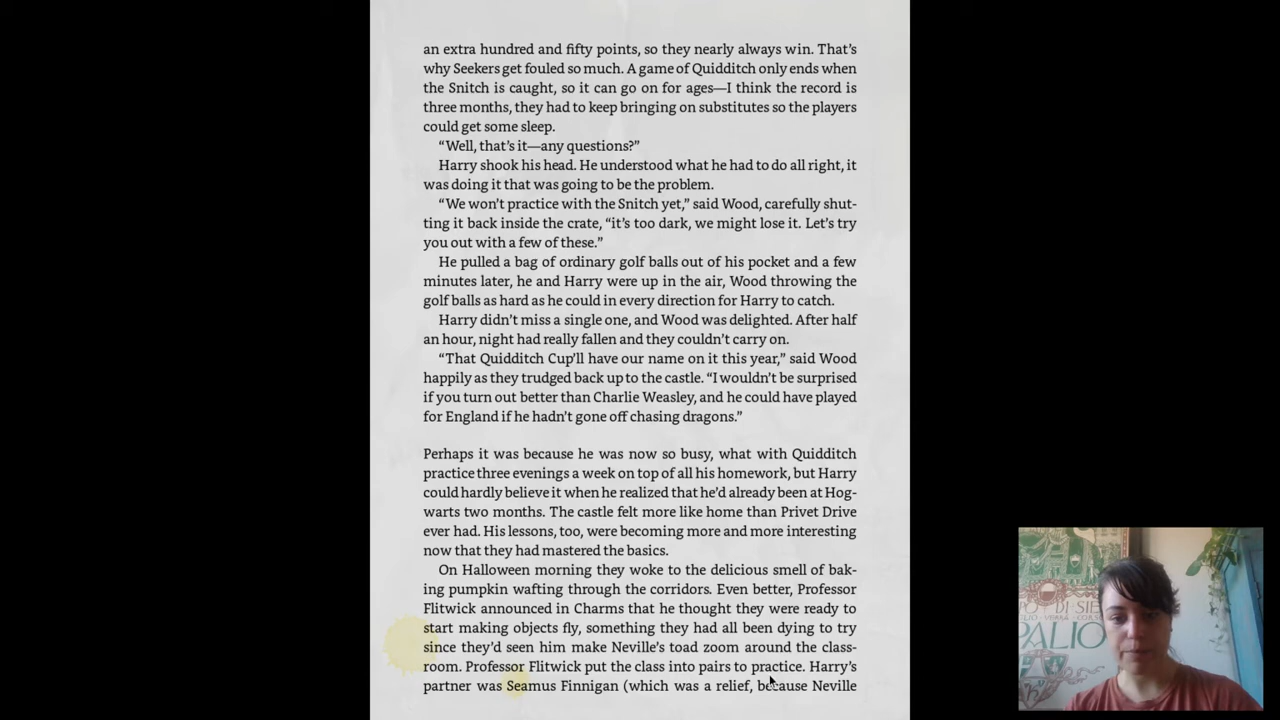 an extra hundred and fifty points, so they nearly always win. That's
why Seekers get fouled so much. A game of Quidditch only ends when
the Snitch is caught, so it can go on for ages—I think the record is
three months, they had to keep bringing on substitutes so the players
could get some sleep.
“Well, that's it—any questions?”
Harry shook his head. He understood what he had to do all right, it
was doing it that was going to be the problem.
“We won't practice with the Snitch yet,” said Wood, carefully shut-
ting it back inside the crate, “it's too dark, we might lose it. Let's try
you out with a few of these.”
He pulled a bag of ordinary golf balls out of his pocket and a few
minutes later, he and Harry were up in the air, Wood throwing the
golf balls as hard as he could in every direction for Harry to catch.
Harry didn't miss a single one, and Wood was delighted. After half
an hour, night had really fallen and they couldn't carry on.
“That Quidditch Cup'll have our name on it this year,” said Wood
happily as they trudged back up to the castle. “I wouldn't be surprised
if you turn out better than Charlie Weasley, and he could have played
for England if he hadn't gone off chasing dragons.”
Perhaps it was because he was now so busy, what with Quidditch
practice three evenings a week on top of all his homework, but Harry
could hardly believe it when he realized that he'd already been at Hog-
warts two months. The castle felt more like home than Privet Drive
ever had. His lessons, too, were becoming more and more interesting
now that they had mastered the basics.
On Halloween morning they woke to the delicious smell of bak-
ing pumpkin wafting through the corridors. Even better, Professor
Flitwick announced in Charms that he thought they were ready to
start making objects fly, something they had all been dying to try
since they'd seen him make Neville's toad zoom around the class-
room. Professor Flitwick put the class into pairs to practice. Harry's
partner was Seamus Finnigan (which was a relief, because Neville
PALIO